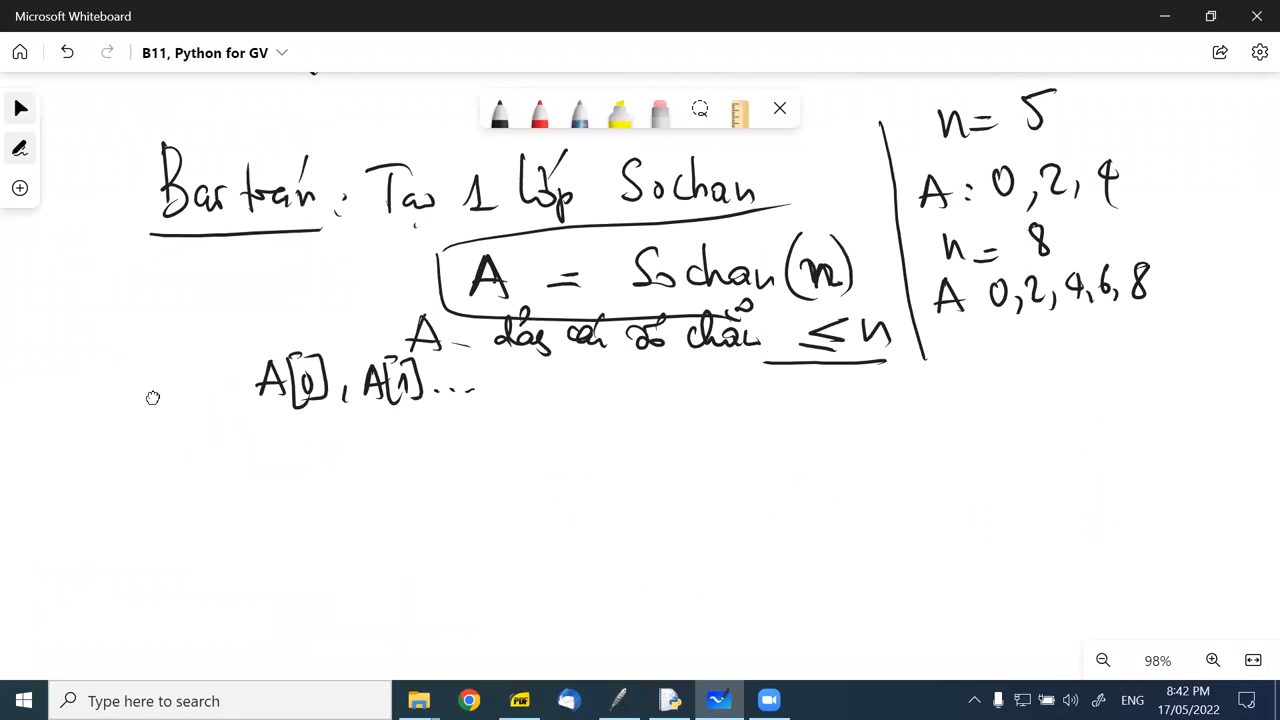 Microsoft Whiteboard
B11, Python for GV
Bài toán: Tạo 1 lớp Sochan
A = Sochan(n)
A - dãy các số chẵn ≤ n
A[0], A[1]...
n = 5
A: 0, 2, 4
n = 8
A 0, 2, 4, 6, 8
98%
Type here to search
PDF
ENG
8:42 PM
17/05/2022